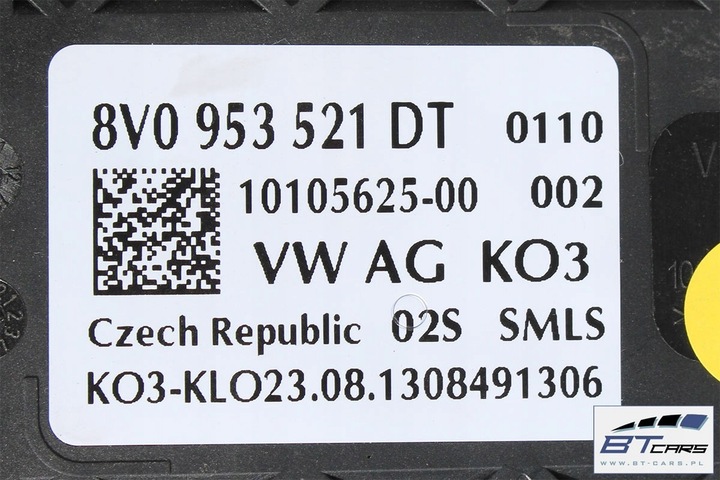 8V0 953 521 DT 0110
10105625-00 002
VW AG KO3
Czech Republic 02S SMLS
KO3-KLO23.08.1308491306
BT CARS
WWW.BT-CARS.PL